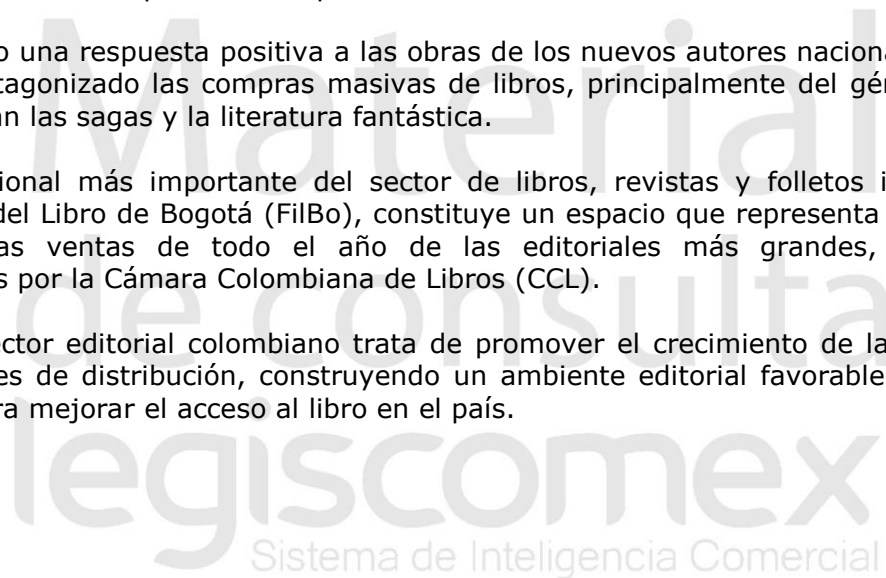 o una respuesta positiva a las obras de los nuevos autores naciona
tagonizado las compras masivas de libros, principalmente del gé
an las sagas y la literatura fantástica.
ional más importante del sector de libros, revistas y folletos i
del Libro de Bogotá (FilBo), constituye un espacio que representa
as ventas de todo el año de las editoriales más grandes,
s por la Cámara Colombiana de Libros (CCL).
ector editorial colombiano trata de promover el crecimiento de la
es de distribución, construyendo un ambiente editorial favorable
ra mejorar el acceso al libro en el país.
Material
de consulta
legiscomex
Sistema de Inteligencia Comercial